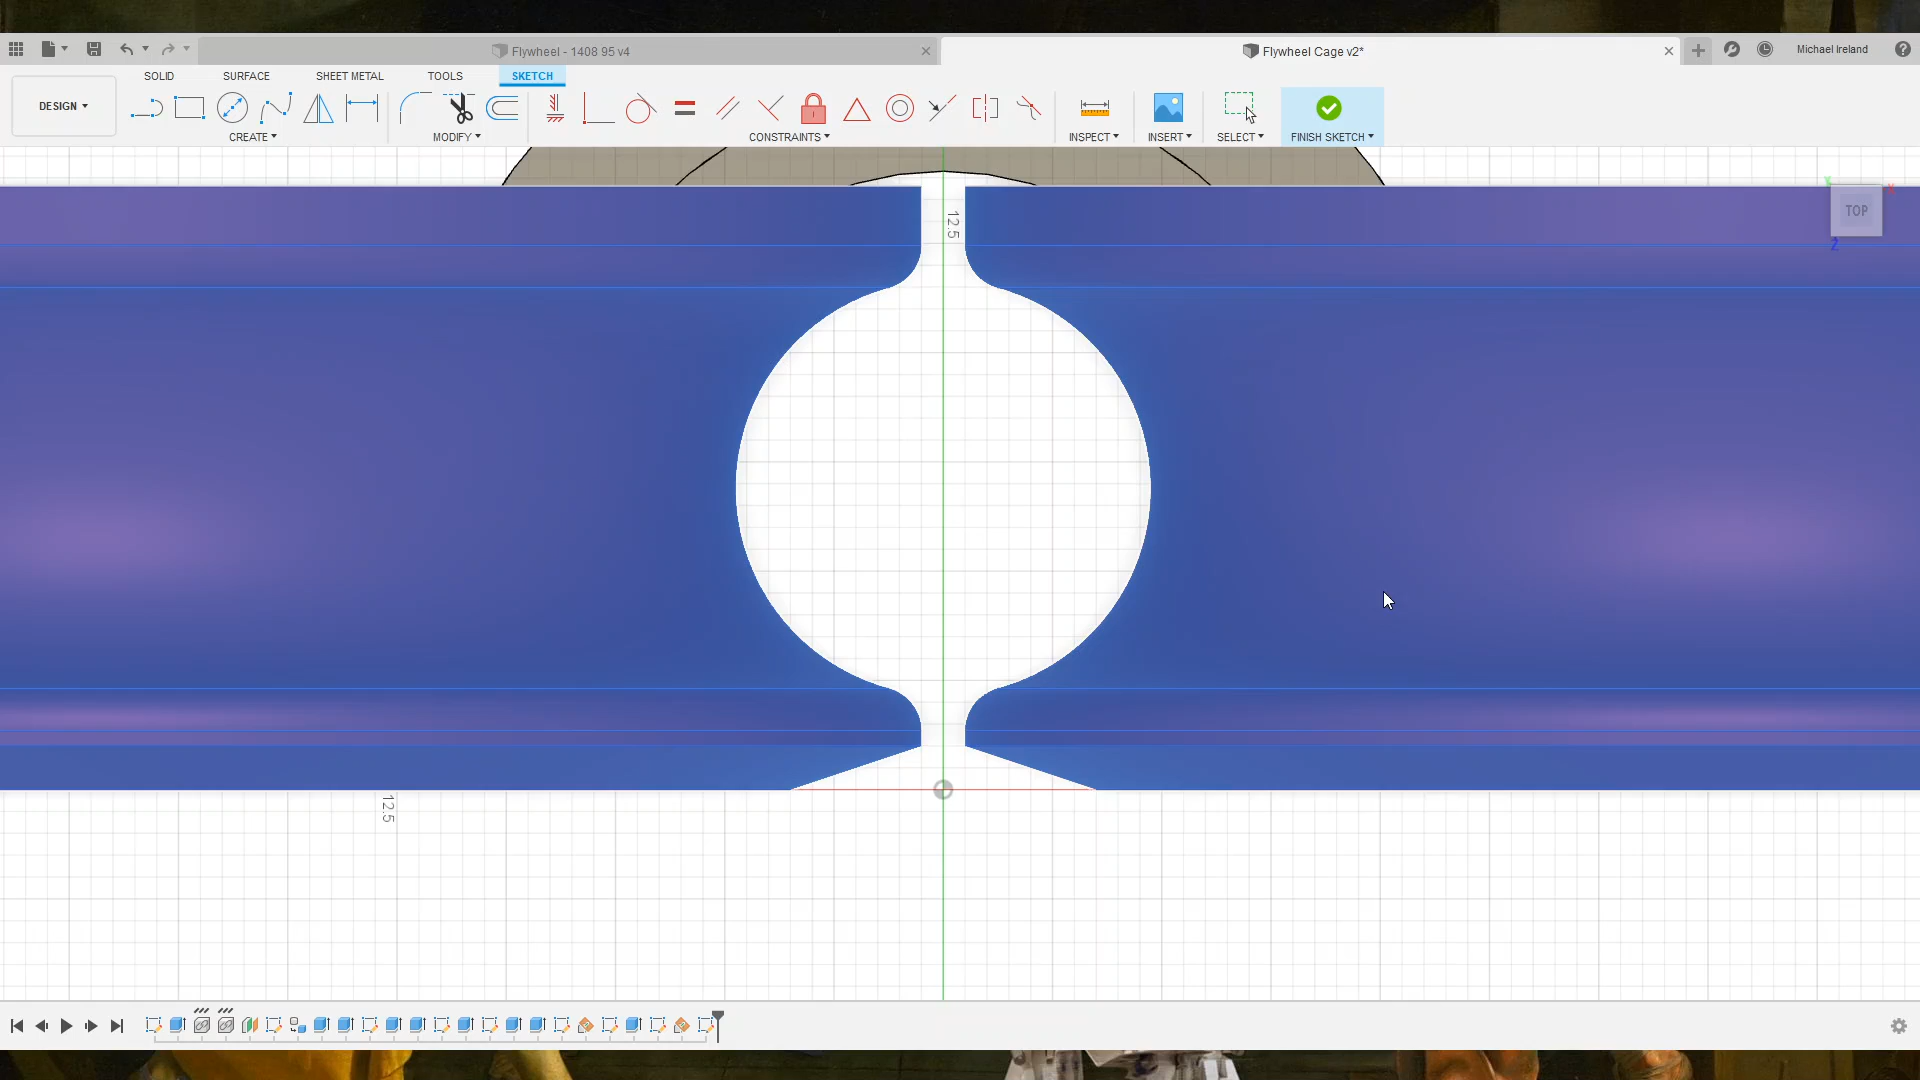 Flywheel - 1408 95 v4
Flywheel Cage v2*
Michael Ireland
DESIGN
SOLID
SURFACE
SHEET METAL
TOOLS
SKETCH
CREATE
MODIFY
CONSTRAINTS
INSPECT
INSERT
SELECT
FINISH SKETCH
12.5
TOP
X
Y
Z
12.5